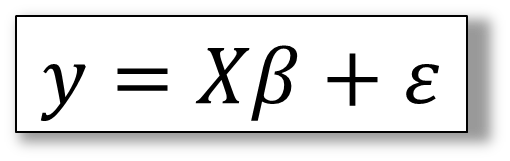 y = Xβ + ε